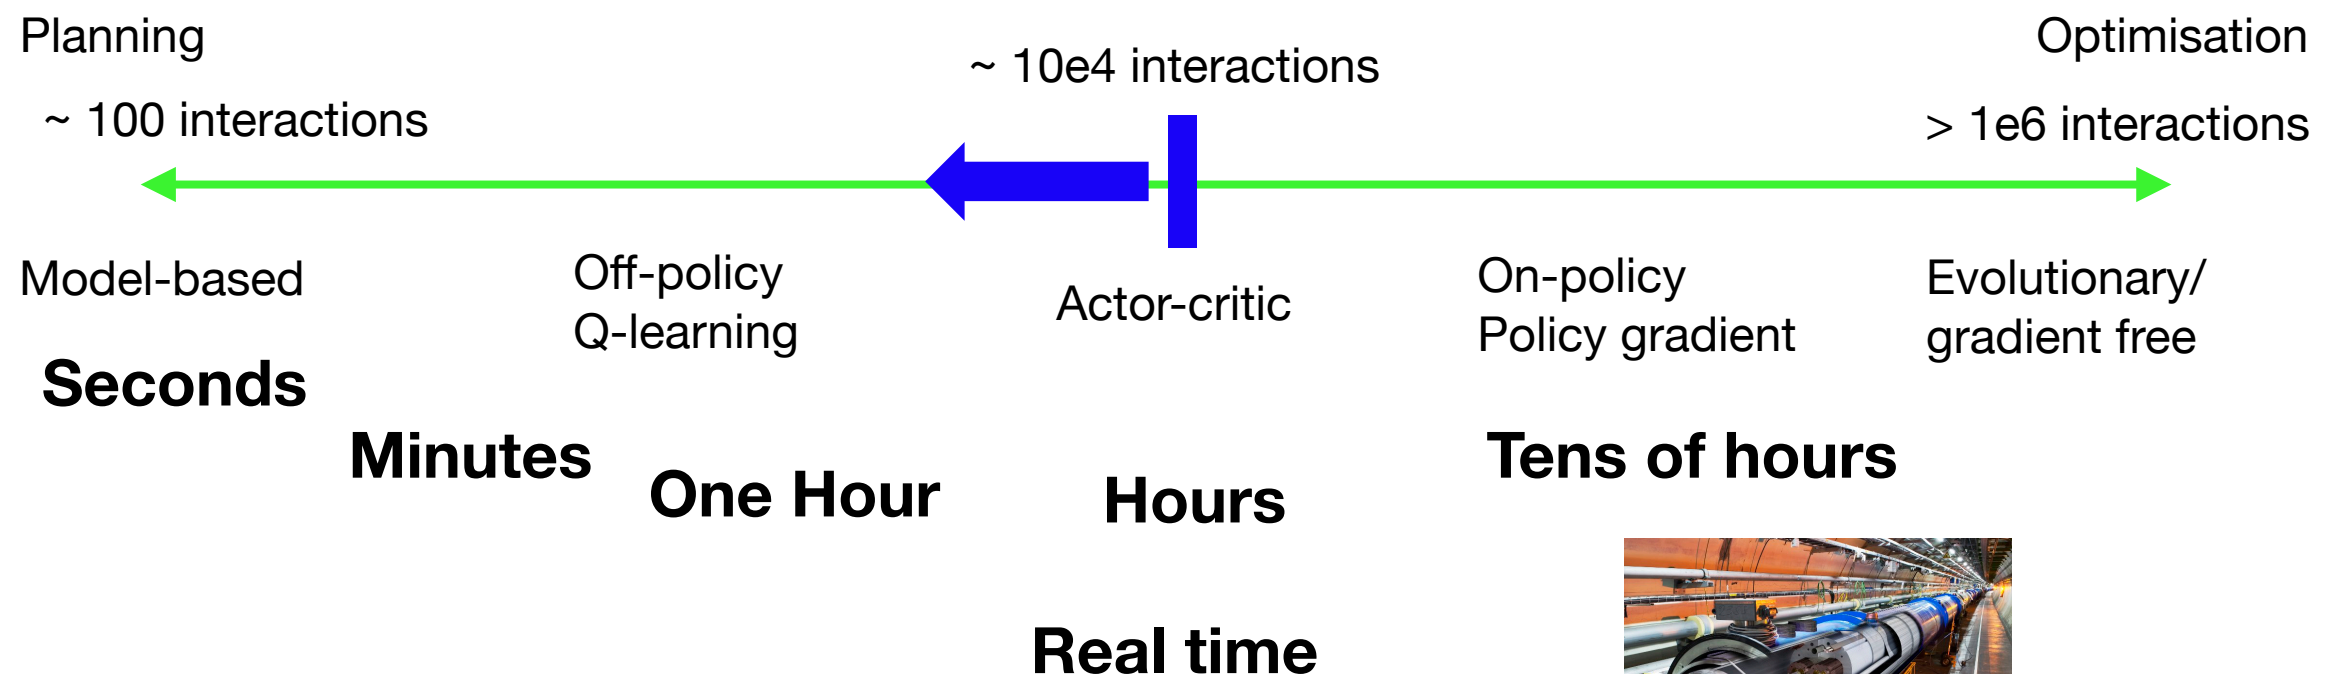 Planning
Optimisation
~ 10e4 interactions
~ 100 interactions
> 1e6 interactions
Model-based
Off-policy
Q-learning
Actor-critic
On-policy
Policy gradient
Evolutionary/
gradient free
Seconds
Minutes
One Hour
Hours
Tens of hours
Real time